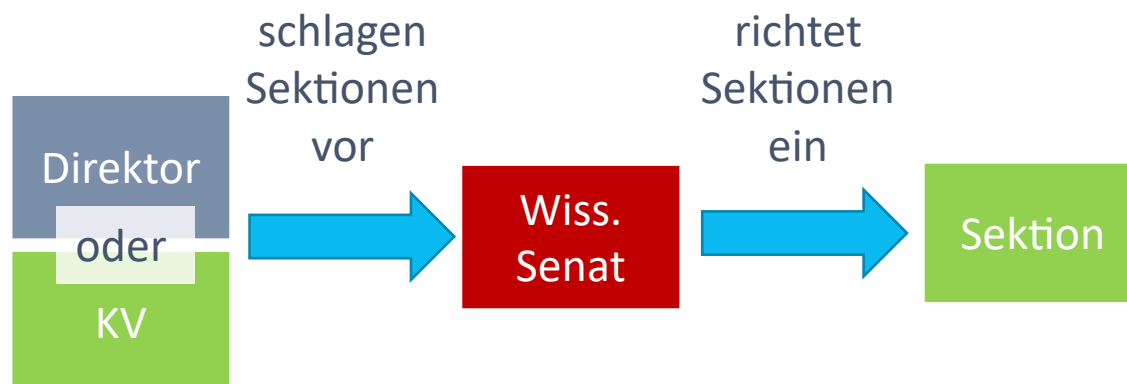 Direktor
oder
KV
schlagen
Sektionen
vor
Wiss.
Senat
richtet
Sektionen
ein
Sektion